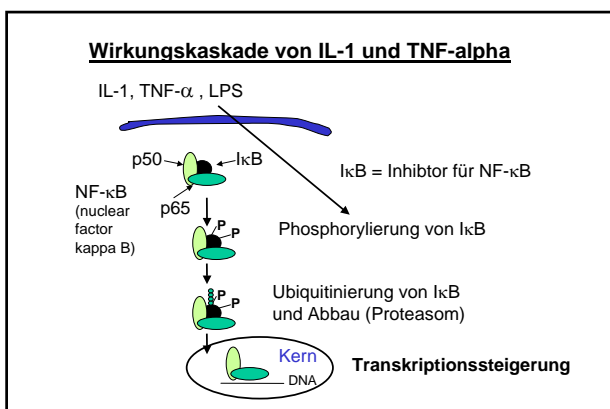 Wirkungskaskade von IL-1 und TNF-alpha
IL-1, TNF-α , LPS
p50
IκB
IκB = Inhibtor für NF-κB
NF-κB
(nuclear
factor
kappa B)
p65
P
P
Phosphorylierung von IκB
P
P
Ubiquitinierung von IκB
und Abbau (Proteasom)
Kern
DNA
Transkriptionssteigerung